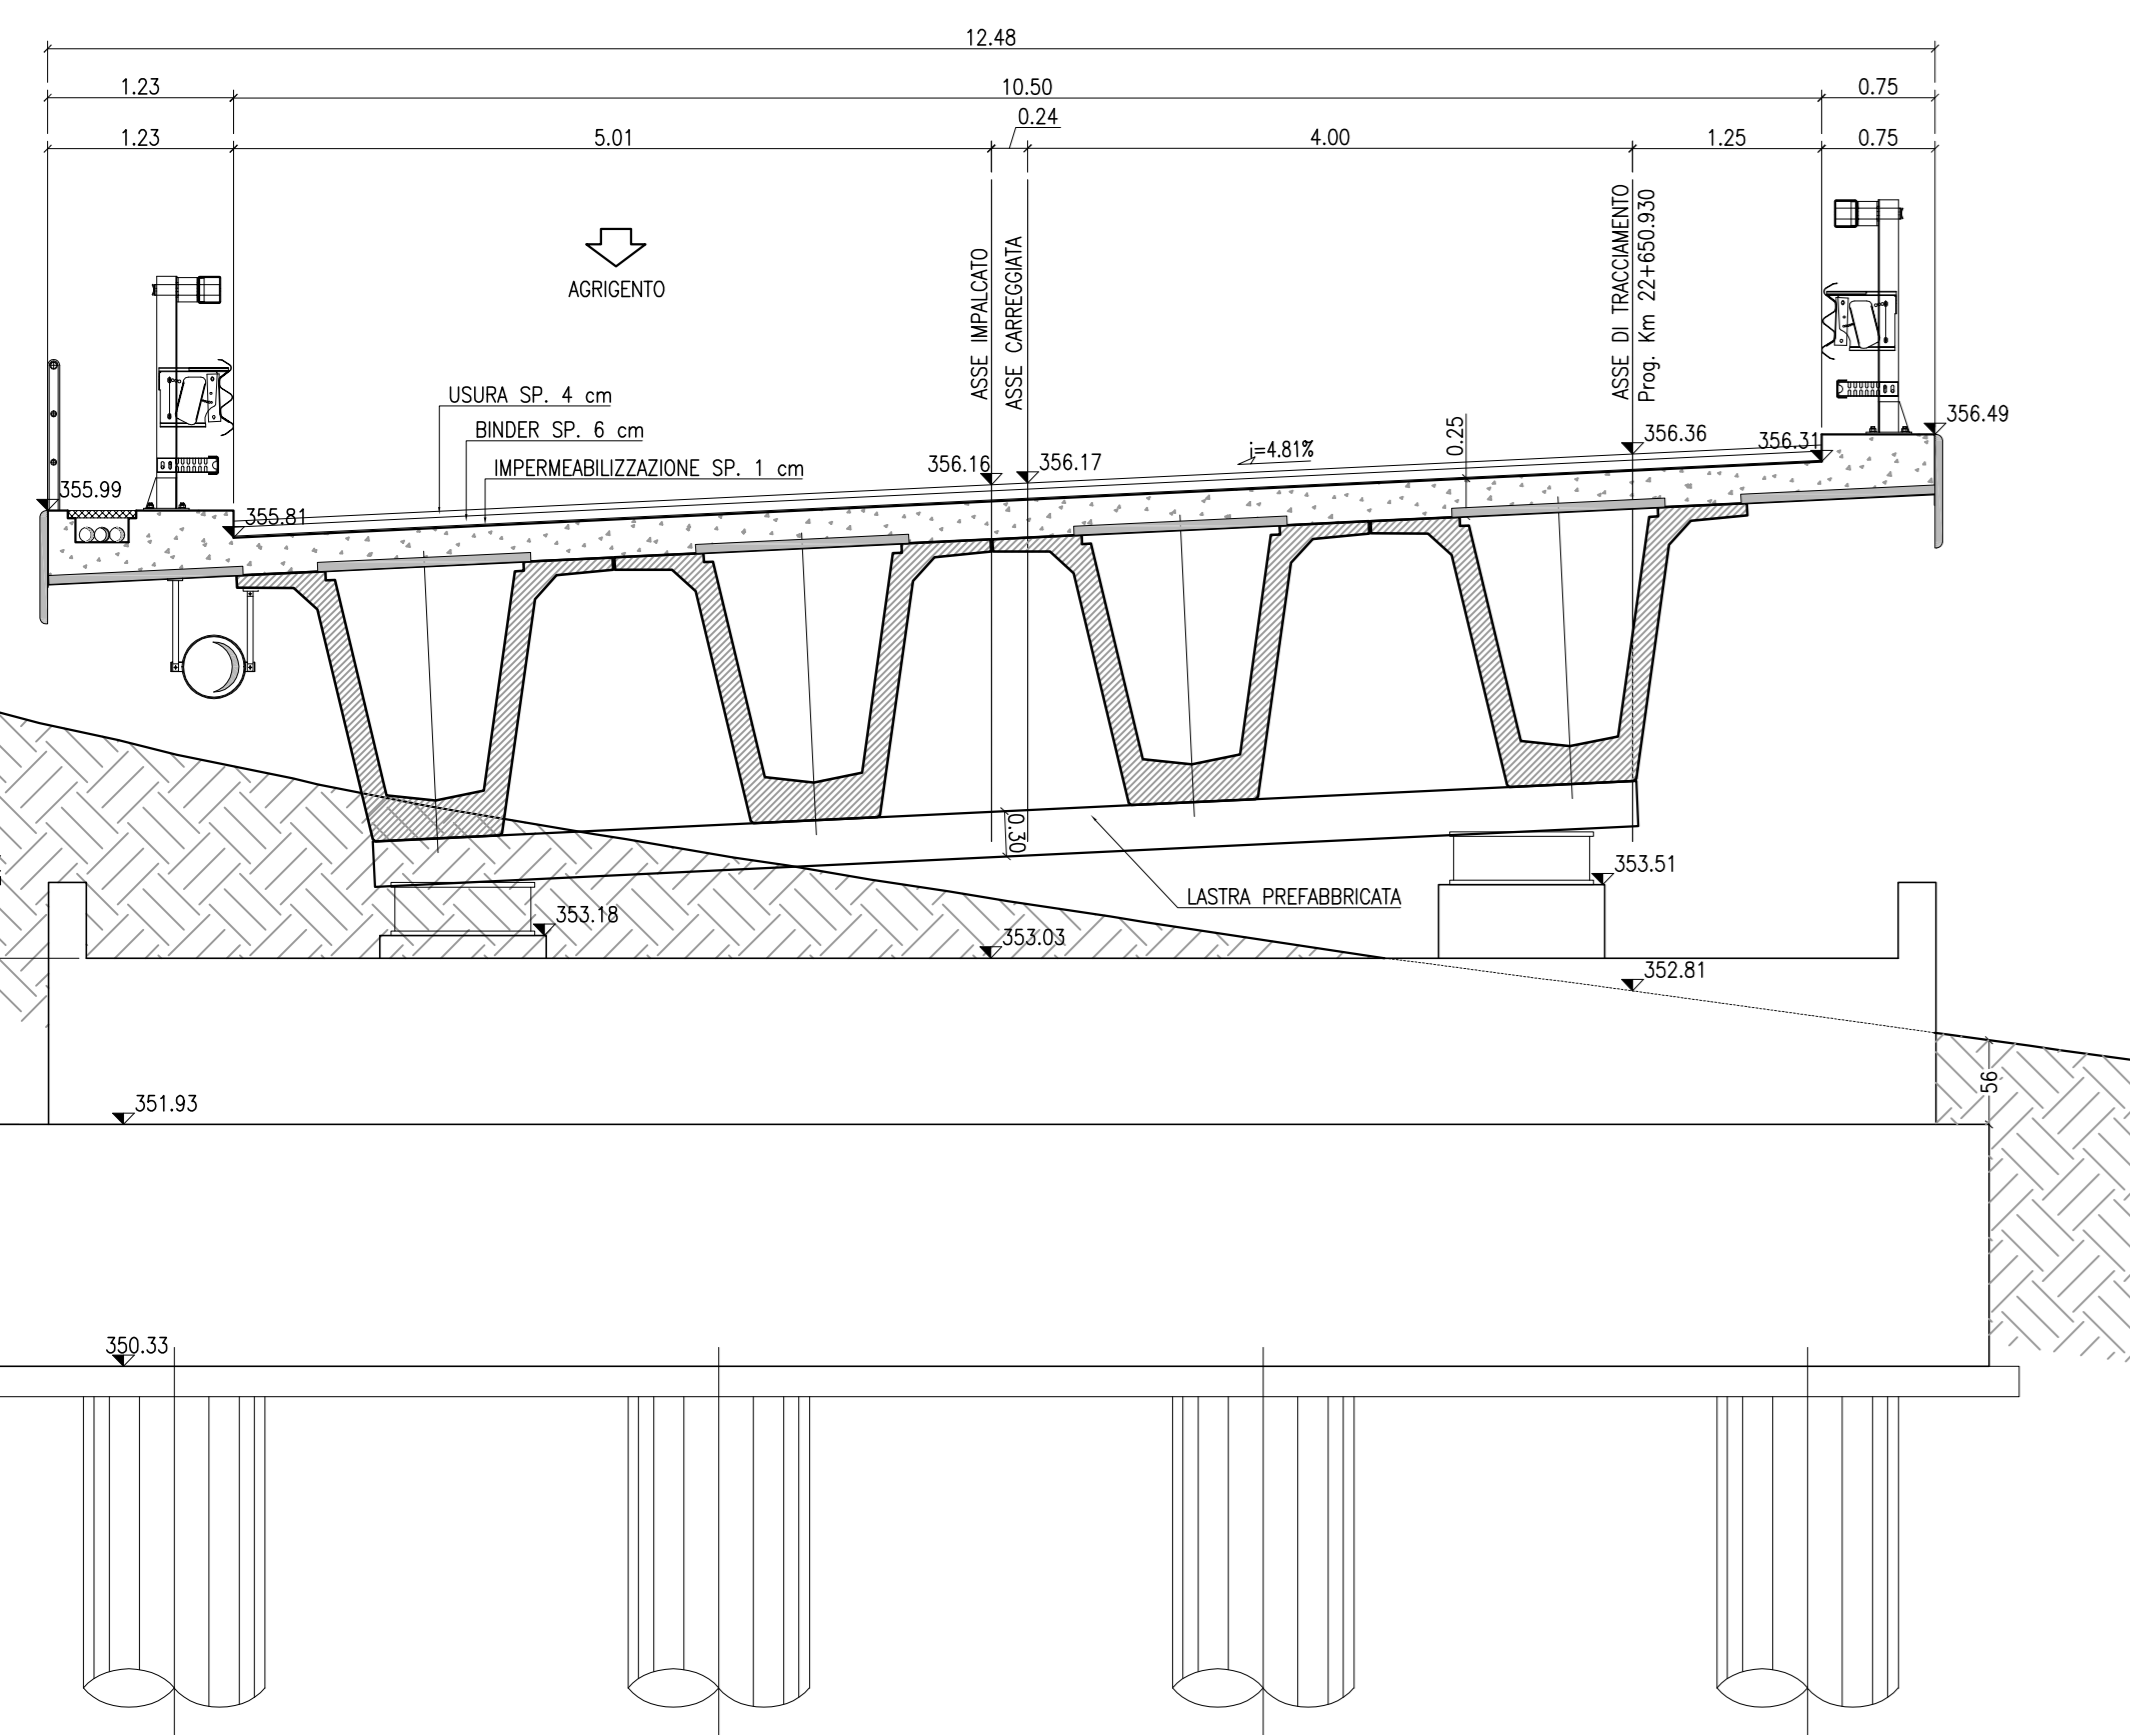 12.48
1.23 10.50 0.75
0.24
1.23 5.01 4.00 1.25 0.75
ASSE IMPALCATO
ASSE CARREGGIATA
ASSE DI TRACCIAMENTO
Prog. Km 22+650.930
AGRIGENTO
USURA SP. 4 cm
BINDER SP. 6 cm
IMPERMEABILIZZAZIONE SP. 1 cm
356.16
356.17
i=4.81%
0.25
356.36
356.31
356.49
355.99
355.81
0.30
LASTRA PREFABBRICATA
353.51
353.18
353.03
352.81
56
351.93
350.33